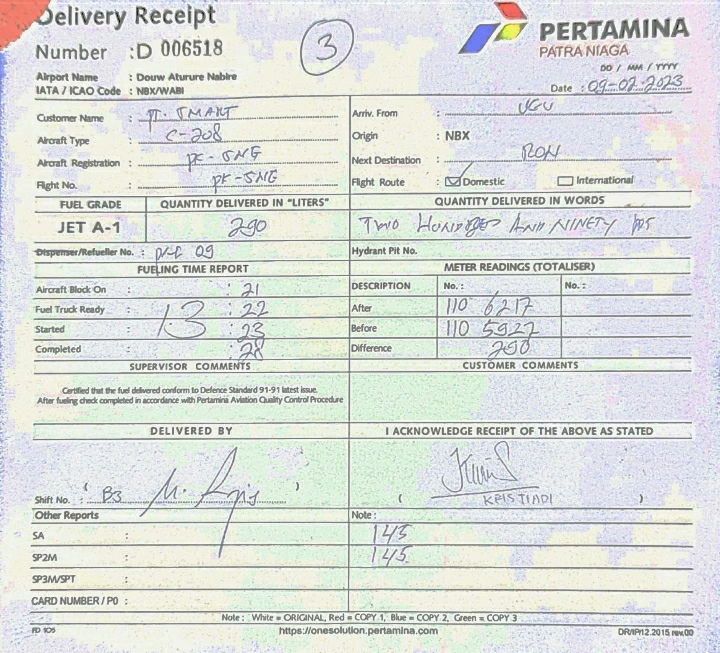 Delivery Receipt
Number : D 006518
3
PERTAMINA
PATRA NIAGA
Airport Name : Douw Aturure Nabire
IATA / ICAO Code : NBX/WABI
DD / MM / YYYY
Date : 09-02-2023
Customer Name : PT. SMART
Aircraft Type : C-208
Aircraft Registration : PK-SNG
Flight No. : PK-SNG
Arriv. From : UGU
Origin : NBX
Next Destination : RON
Flight Route : Domestic International
FUEL GRADE QUANTITY DELIVERED IN "LITERS" QUANTITY DELIVERED IN WORDS
JET A-1 290 TWO HUNDRED AND NINETY
Dispenser/Refueller No. : 09 Hydrant Pit No.
FUELING TIME REPORT METER READINGS (TOTALISER)
Aircraft Block On : 21 DESCRIPTION No. : No. :
Fuel Truck Ready 13 : 22 After 110 6217
Started : 23 Before 110 5927
Completed : 28 Difference 290
SUPERVISOR COMMENTS CUSTOMER COMMENTS
Certified that the fuel delivered conform to Defence Standard 91-91 latest issue.
After fueling check completed in accordance with Pertamina Aviation Quality Control Procedure
DELIVERED BY I ACKNOWLEDGE RECEIPT OF THE ABOVE AS STATED
Shift No. : ( B3 ) ( KRISTIADI )
Other Reports Note :
SA : 145
SP2M : 145
SP3M/SPT :
CARD NUMBER / PO :
Note : White = ORIGINAL, Red = COPY 1, Blue = COPY 2, Green = COPY 3
FD 105 https://onesolution.pertamina.com DR/IP/12.2015 rev.00